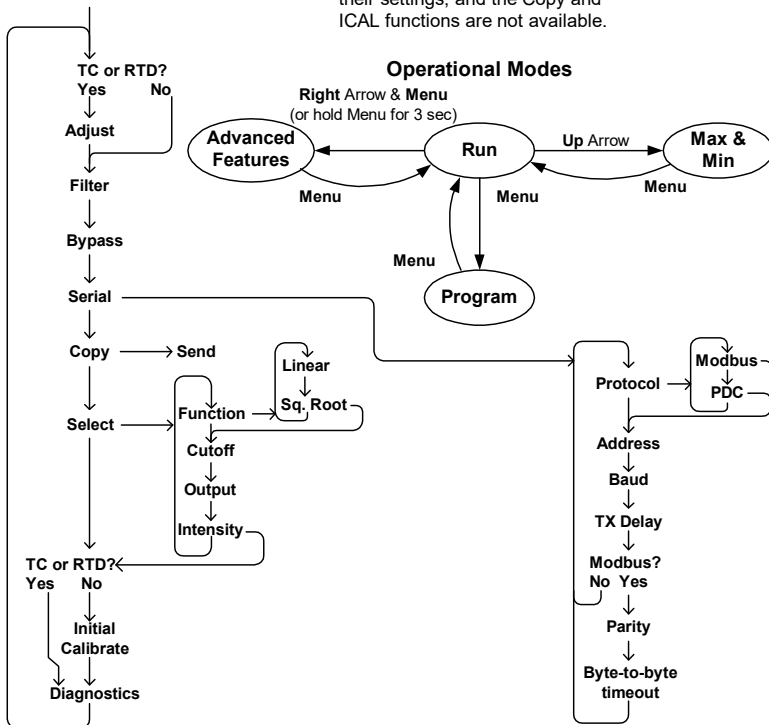 their settings, and the Copy and
ICAL functions are not available.
Operational Modes
Right Arrow & Menu
(or hold Menu for 3 sec)
Advanced
Features
Run
Up Arrow
Max &
Min
Menu
Menu
Menu
Menu
Program
TC or RTD?
Yes No
Adjust
Filter
Bypass
Serial
Copy
Send
Select
Function
Linear
Sq. Root
Cutoff
Output
Intensity
TC or RTD?
Yes No
Initial
Calibrate
Diagnostics
Protocol
Modbus
PDC
Address
Baud
TX Delay
Modbus?
No Yes
Parity
Byte-to-byte
timeout